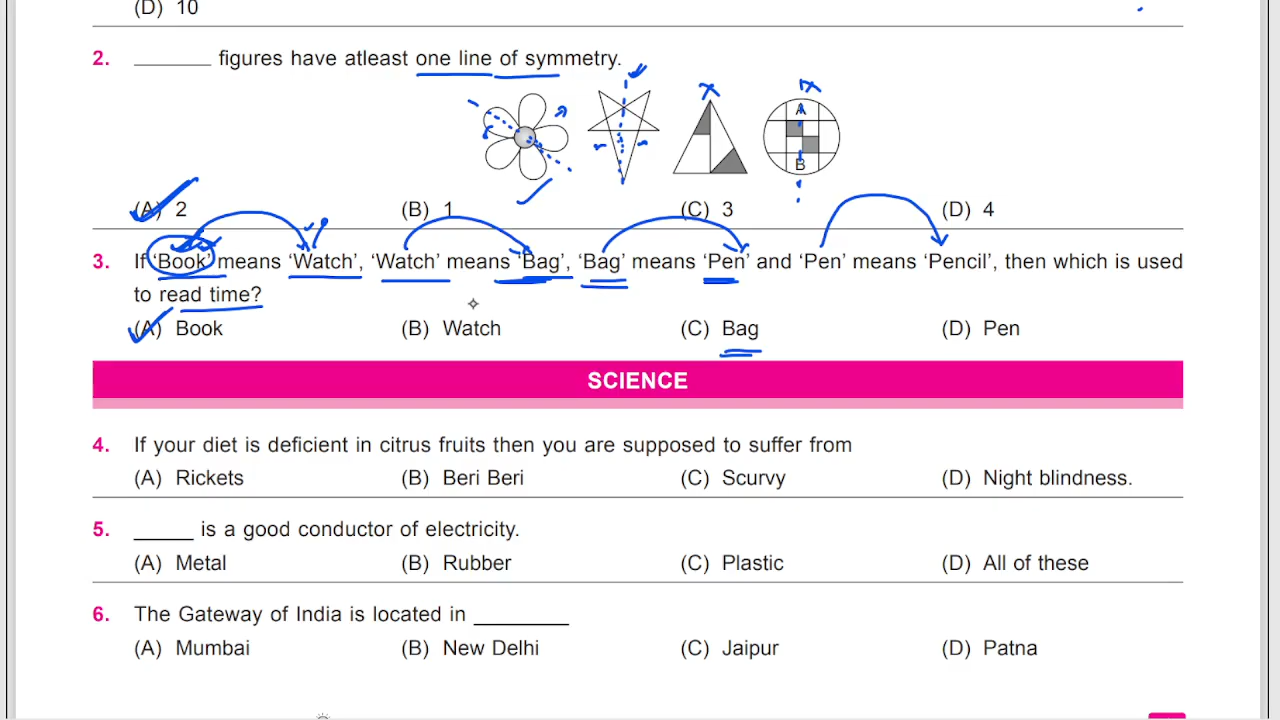 (D) 10
2. _______ figures have atleast one line of symmetry.
A
B
(A) 2 (B) 1 (C) 3 (D) 4
3. If ‘Book’ means ‘Watch’, ‘Watch’ means ‘Bag’, ‘Bag’ means ‘Pen’ and ‘Pen’ means ‘Pencil’, then which is used
to read time?
(A) Book (B) Watch (C) Bag (D) Pen
SCIENCE
4. If your diet is deficient in citrus fruits then you are supposed to suffer from
(A) Rickets (B) Beri Beri (C) Scurvy (D) Night blindness.
5. _____ is a good conductor of electricity.
(A) Metal (B) Rubber (C) Plastic (D) All of these
6. The Gateway of India is located in ________
(A) Mumbai (B) New Delhi (C) Jaipur (D) Patna